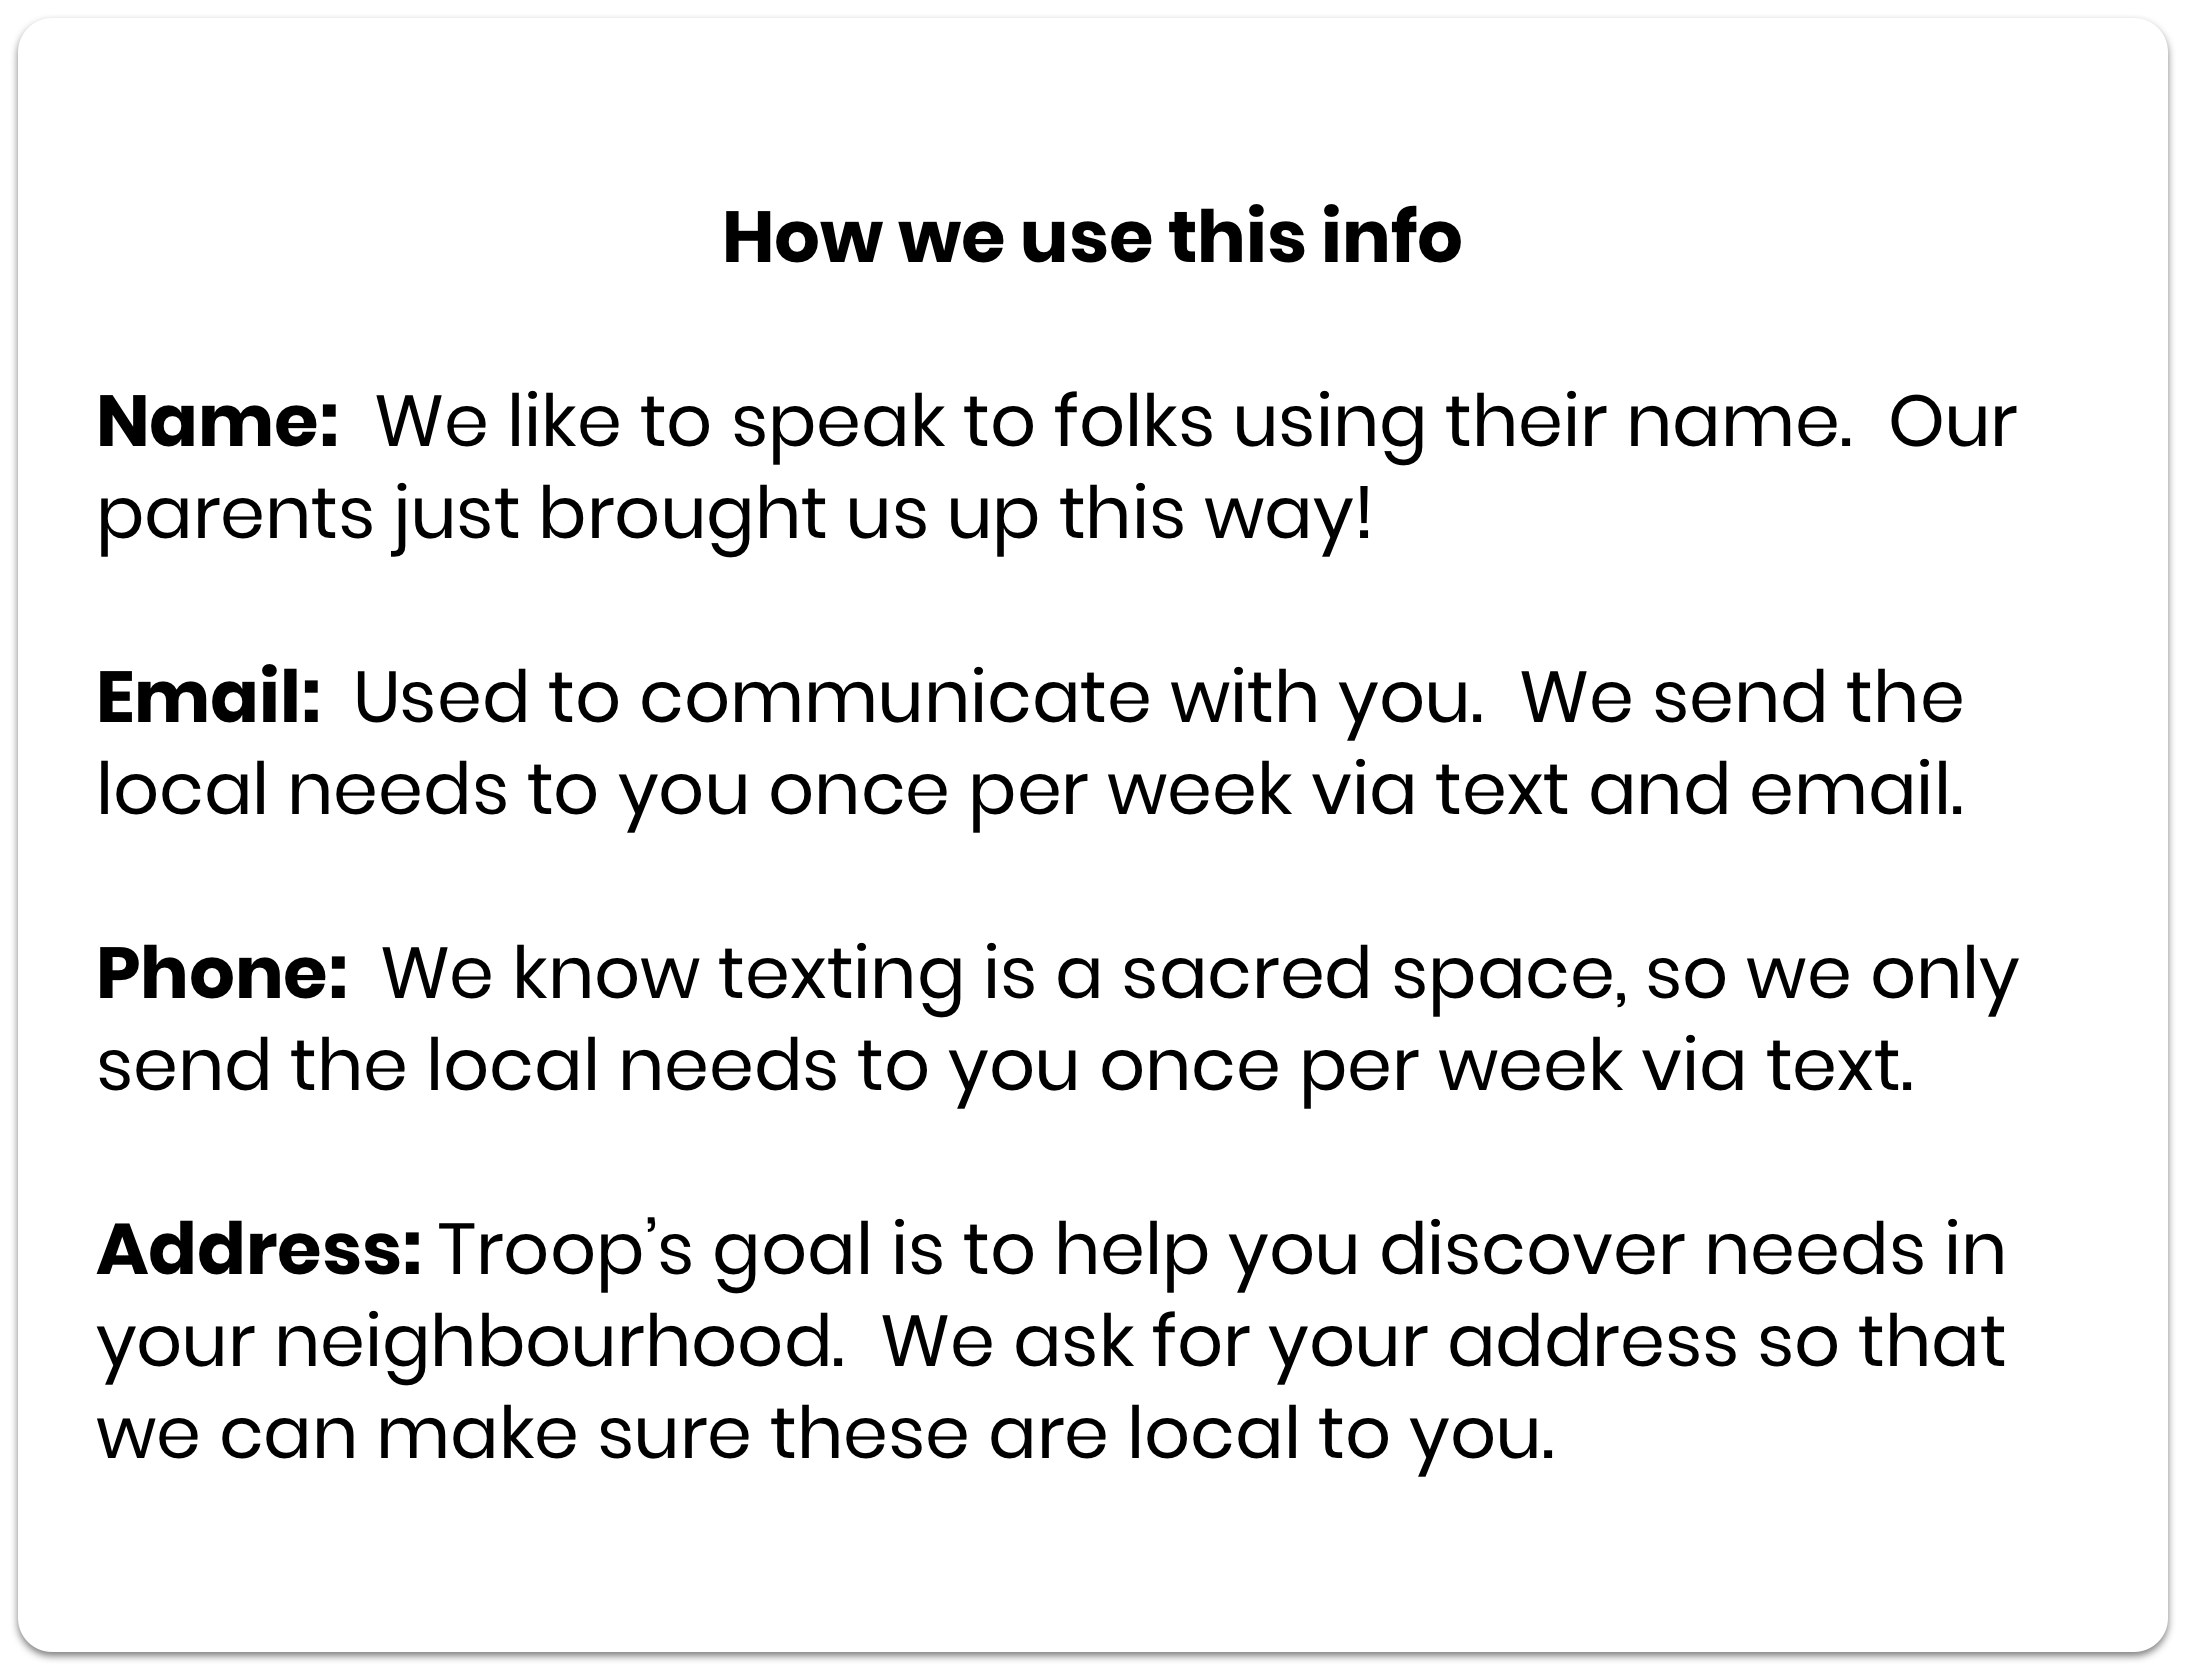 How we use this info
Name:  We like to speak to folks using their name.  Our
parents just brought us up this way!
Email:  Used to communicate with you.  We send the
local needs to you once per week via text and email.
Phone:  We know texting is a sacred space, so we only
send the local needs to you once per week via text.
Address: Troop’s goal is to help you discover needs in
your neighbourhood.  We ask for your address so that
we can make sure these are local to you.